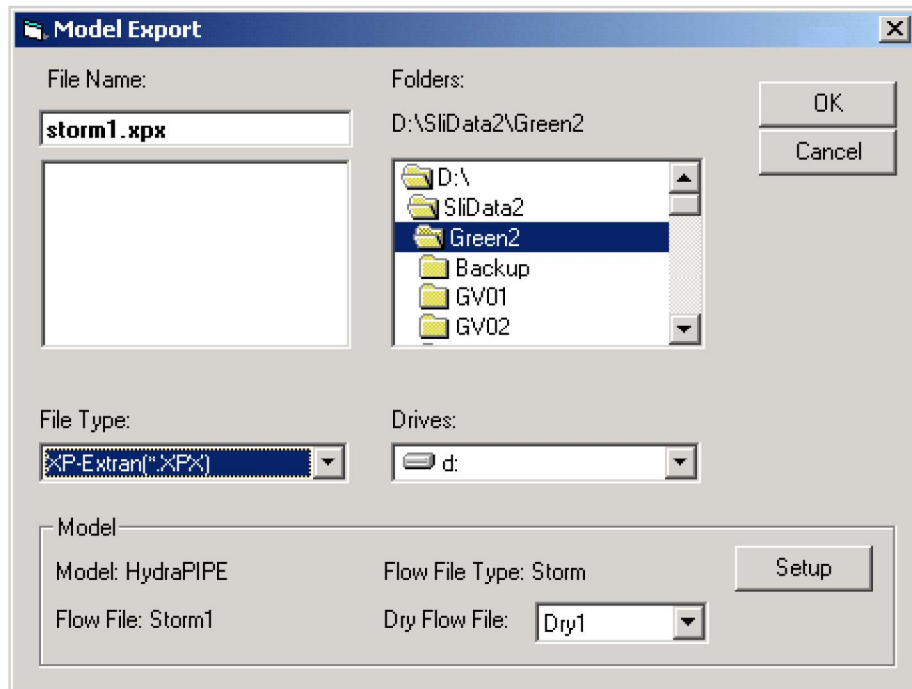 Model Export
File Name:
storm1.xpx
Folders:
D:\SliData2\Green2
D:\
SliData2
Green2
Backup
GV01
GV02
OK
Cancel
File Type:
XP-Extran(*.XPX)
Drives:
d:
Model
Model: HydraPIPE
Flow File Type: Storm
Setup
Flow File: Storm1
Dry Flow File:
Dry1